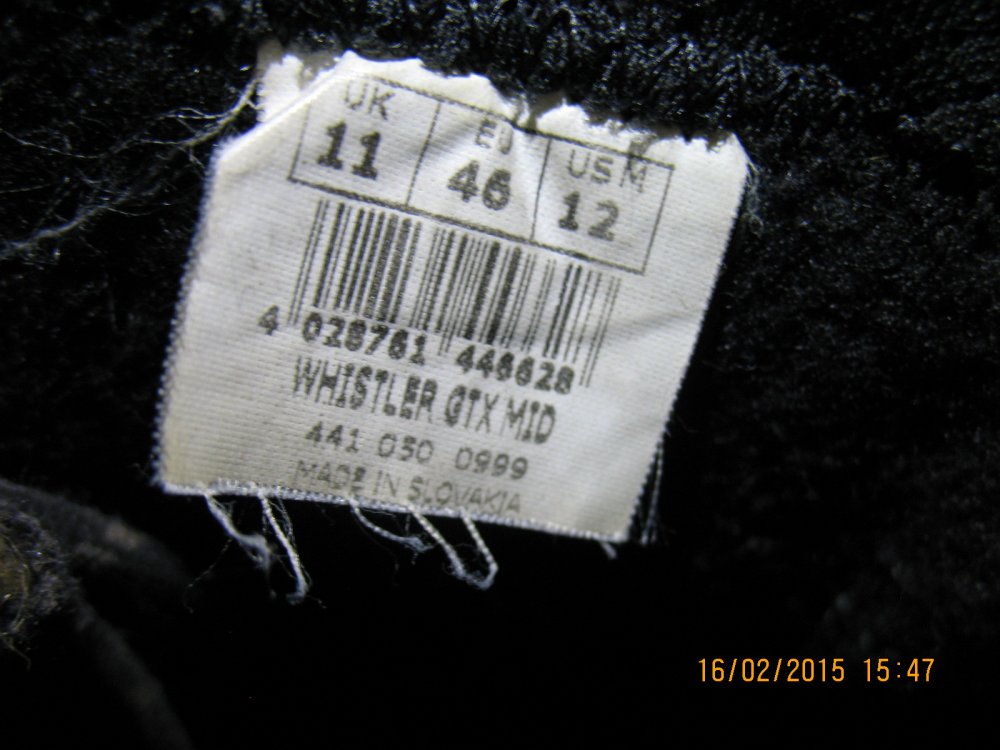 UK EU US M
11 46 12
4 028761 446628
WHISTLER GTX MID
441 030 0999
MADE IN SLOVAKIA
16/02/2015 15:47